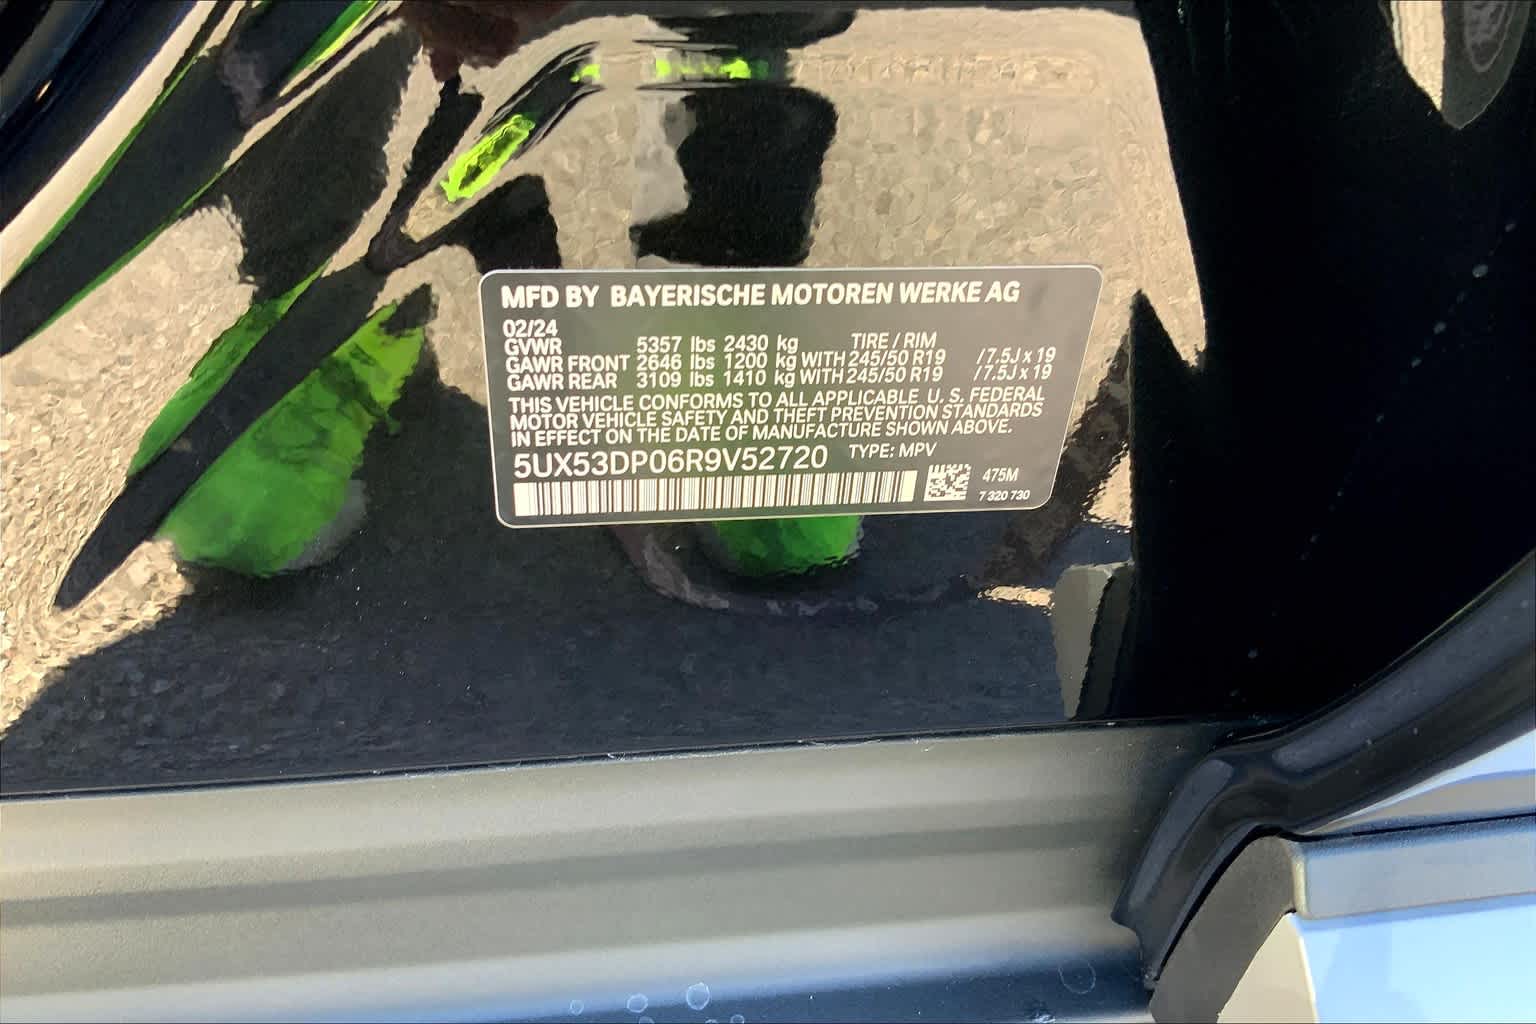 MFD BY BAYERISCHE MOTOREN WERKE AG
02/24
GVWR 5357 lbs 2430 kg TIRE / RIM
GAWR FRONT 2646 lbs 1200 kg WITH 245/50 R19 / 7.5J x 19
GAWR REAR 3109 lbs 1410 kg WITH 245/50 R19 / 7.5J x 19
THIS VEHICLE CONFORMS TO ALL APPLICABLE U. S. FEDERAL
MOTOR VEHICLE SAFETY AND THEFT PREVENTION STANDARDS
IN EFFECT ON THE DATE OF MANUFACTURE SHOWN ABOVE.
5UX53DP06R9V52720 TYPE: MPV
475M
7 320 730